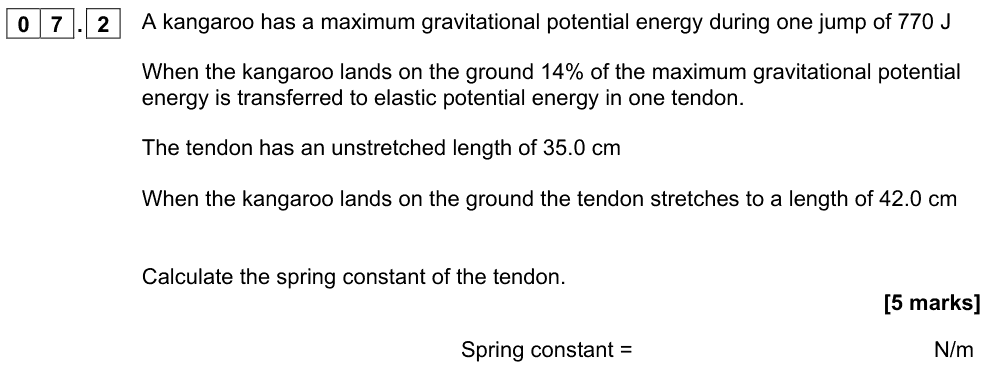 0 7 . 2 A kangaroo has a maximum gravitational potential energy during one jump of 770 J
When the kangaroo lands on the ground 14% of the maximum gravitational potential
energy is transferred to elastic potential energy in one tendon.
The tendon has an unstretched length of 35.0 cm
When the kangaroo lands on the ground the tendon stretches to a length of 42.0 cm
Calculate the spring constant of the tendon.
[5 marks]
Spring constant = N/m